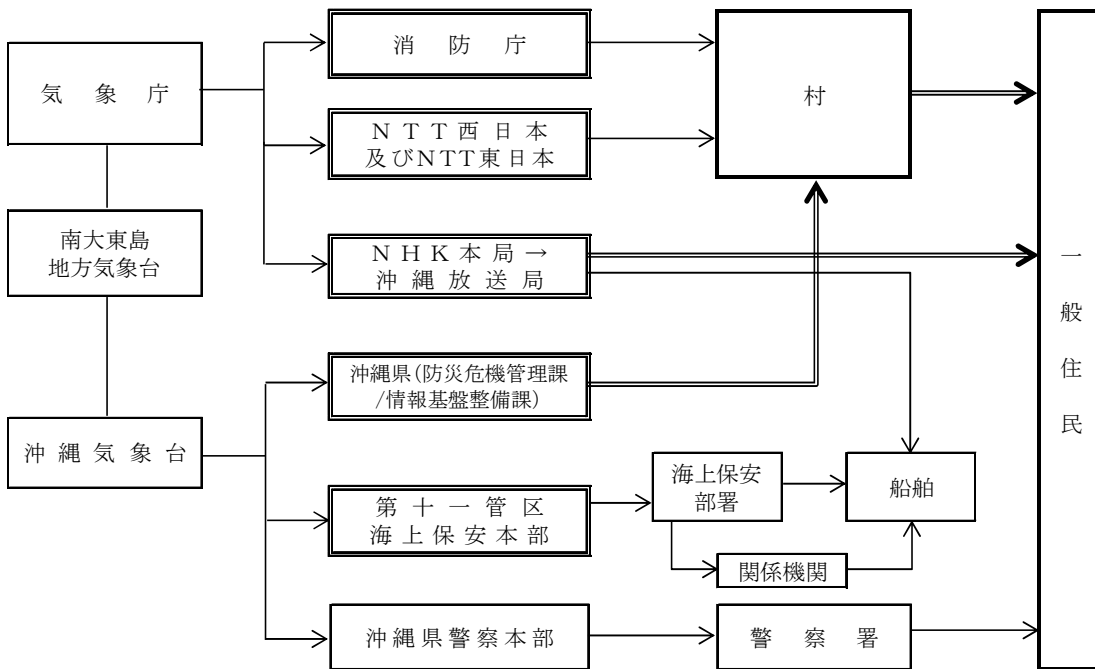 気象庁
南大東島
地方気象台
沖縄気象台
消防庁
NTT西日本
及びNTT東日本
NHK本局→
沖縄放送局
沖縄県(防災危機管理課
/情報基盤整備課)
第十一管区
海上保安本部
沖縄県警察本部
村
海上保安
部署
船舶
関係機関
警察署
一般住民